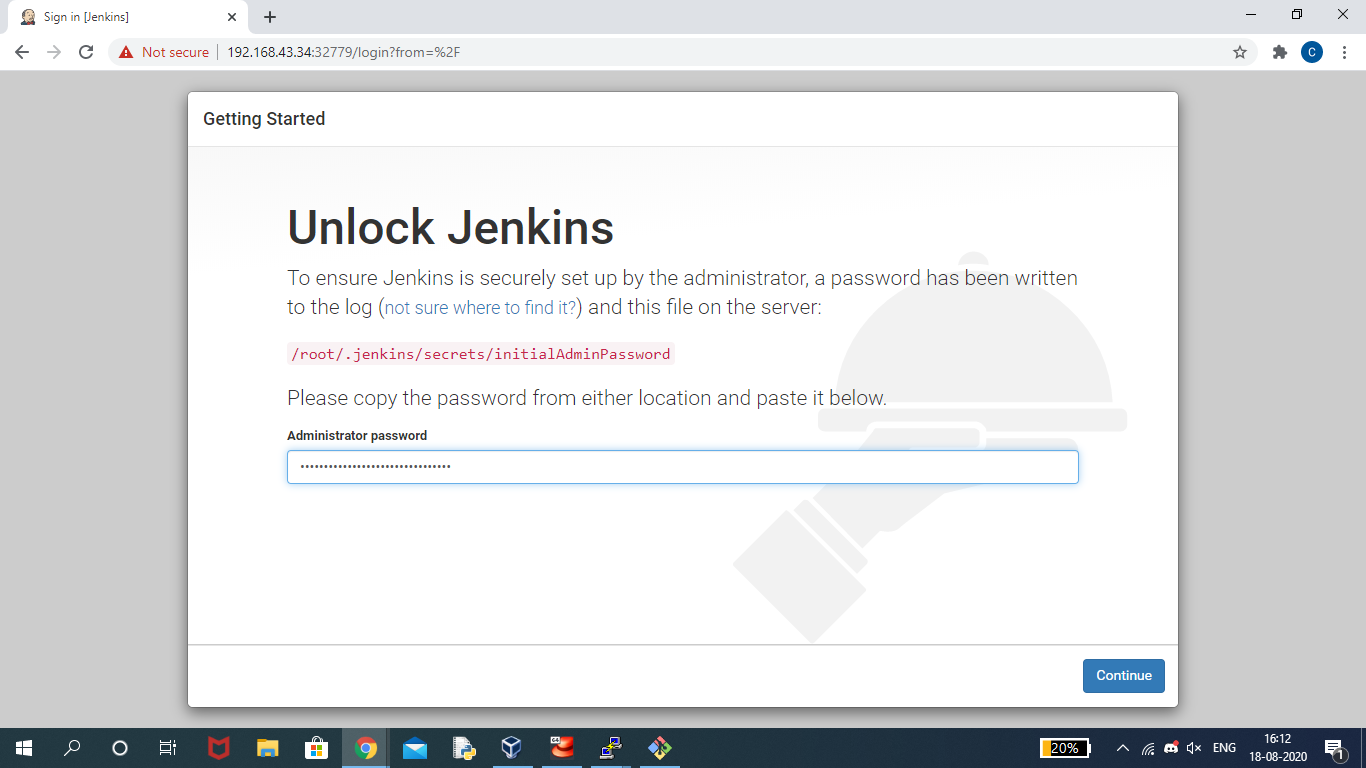 Sign in [Jenkins]
Not secure
192.168.43.34:32779/login?from=%2F
C
Getting Started
Unlock Jenkins
To ensure Jenkins is securely set up by the administrator, a password has been written
to the log (not sure where to find it?) and this file on the server:
/root/.jenkins/secrets/initialAdminPassword
Please copy the password from either location and paste it below.
Administrator password
••••••••••••••••••••••••••••••••
Continue
64
20%
ENG
16:12
18-08-2020
1